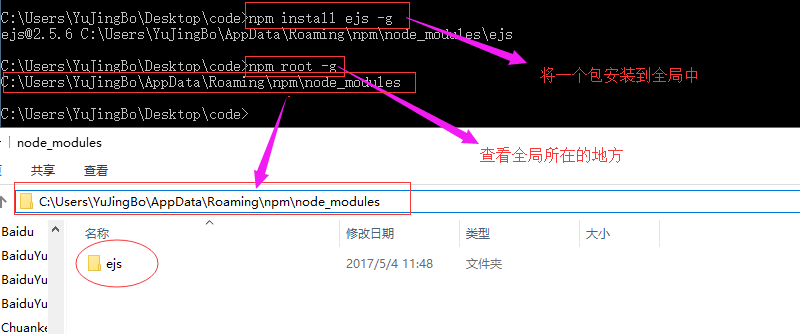 C:\Users\YuJingBo\Desktop\code>npm install ejs -g
ejs@2.5.6 C:\Users\YuJingBo\AppData\Roaming\npm\node_modules\ejs
将一个包安装到全局中
C:\Users\YuJingBo\Desktop\code>npm root -g
C:\Users\YuJingBo\AppData\Roaming\npm\node_modules
C:\Users\YuJingBo\Desktop\code>
node_modules
查看全局所在的地方
共享 查看
C:\Users\YuJingBo\AppData\Roaming\npm\node_modules
名称 修改日期 类型 大小
Baidu
BaiduYu
ejs 2017/5/4 11:48 文件夹
BaiduYu
BaiduYu
Chuanke